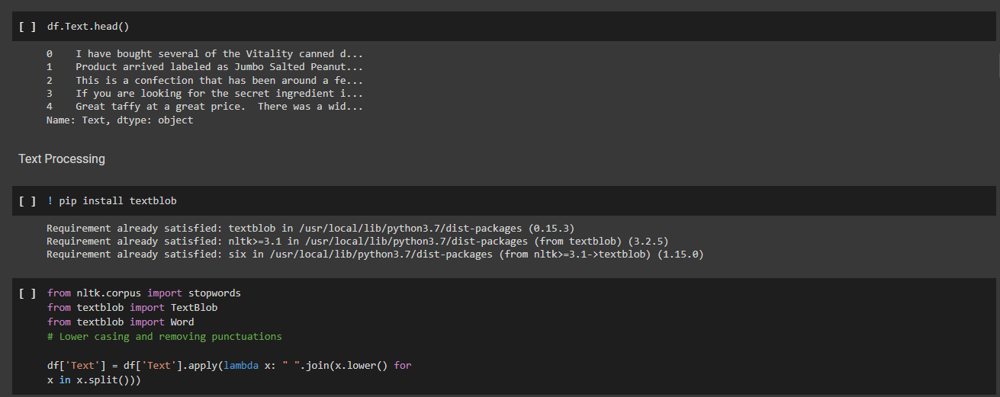 [ ] df.Text.head()
0    I have bought several of the Vitality canned d...
1    Product arrived labeled as Jumbo Salted Peanut...
2    This is a confection that has been around a fe...
3    If you are looking for the secret ingredient i...
4    Great taffy at a great price.  There was a wid...
Name: Text, dtype: object
Text Processing
[ ] ! pip install textblob
Requirement already satisfied: textblob in /usr/local/lib/python3.7/dist-packages (0.15.3)
Requirement already satisfied: nltk>=3.1 in /usr/local/lib/python3.7/dist-packages (from textblob) (3.2.5)
Requirement already satisfied: six in /usr/local/lib/python3.7/dist-packages (from nltk>=3.1->textblob) (1.15.0)
[ ] from nltk.corpus import stopwords
from textblob import TextBlob
from textblob import Word
# Lower casing and removing punctuations
df['Text'] = df['Text'].apply(lambda x: " ".join(x.lower() for
x in x.split()))